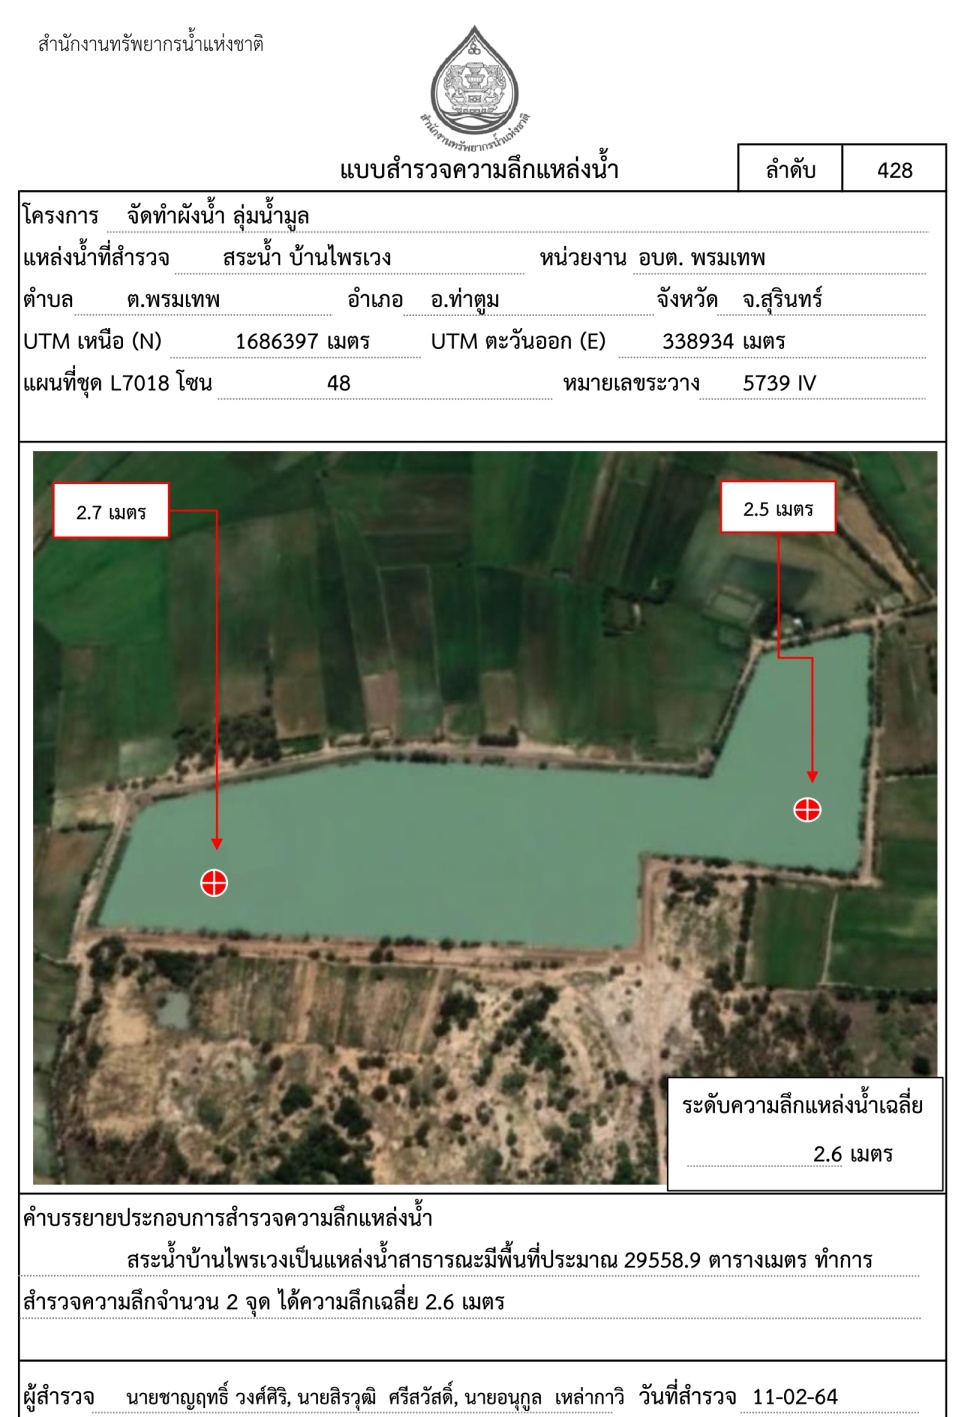 สำนักงานทรัพยากรน้ำแห่งชาติ
สำนักงานทรัพยากรน้ำแห่งชาติ
แบบสำรวจความลึกแหล่งน้ำ ลำดับ 428
โครงการ จัดทำผังน้ำ ลุ่มน้ำมูล
แหล่งน้ำที่สำรวจ สระน้ำ บ้านไพรเวง หน่วยงาน อบต. พรมเทพ
ตำบล ต.พรมเทพ อำเภอ อ.ท่าตูม จังหวัด จ.สุรินทร์
UTM เหนือ (N) 1686397 เมตร UTM ตะวันออก (E) 338934 เมตร
แผนที่ชุด L7018 โซน 48 หมายเลขระวาง 5739 IV
2.7 เมตร 2.5 เมตร
ระดับความลึกแหล่งน้ำเฉลี่ย
2.6 เมตร
คำบรรยายประกอบการสำรวจความลึกแหล่งน้ำ
สระน้ำบ้านไพรเวงเป็นแหล่งน้ำสาธารณะมีพื้นที่ประมาณ 29558.9 ตารางเมตร ทำการ
สำรวจความลึกจำนวน 2 จุด ได้ความลึกเฉลี่ย 2.6 เมตร
ผู้สำรวจ นายชาญฤทธิ์ วงศ์ศิริ, นายสิรวุฒิ ศรีสวัสดิ์, นายอนุกูล เหล่ากาวิ วันที่สำรวจ 11-02-64